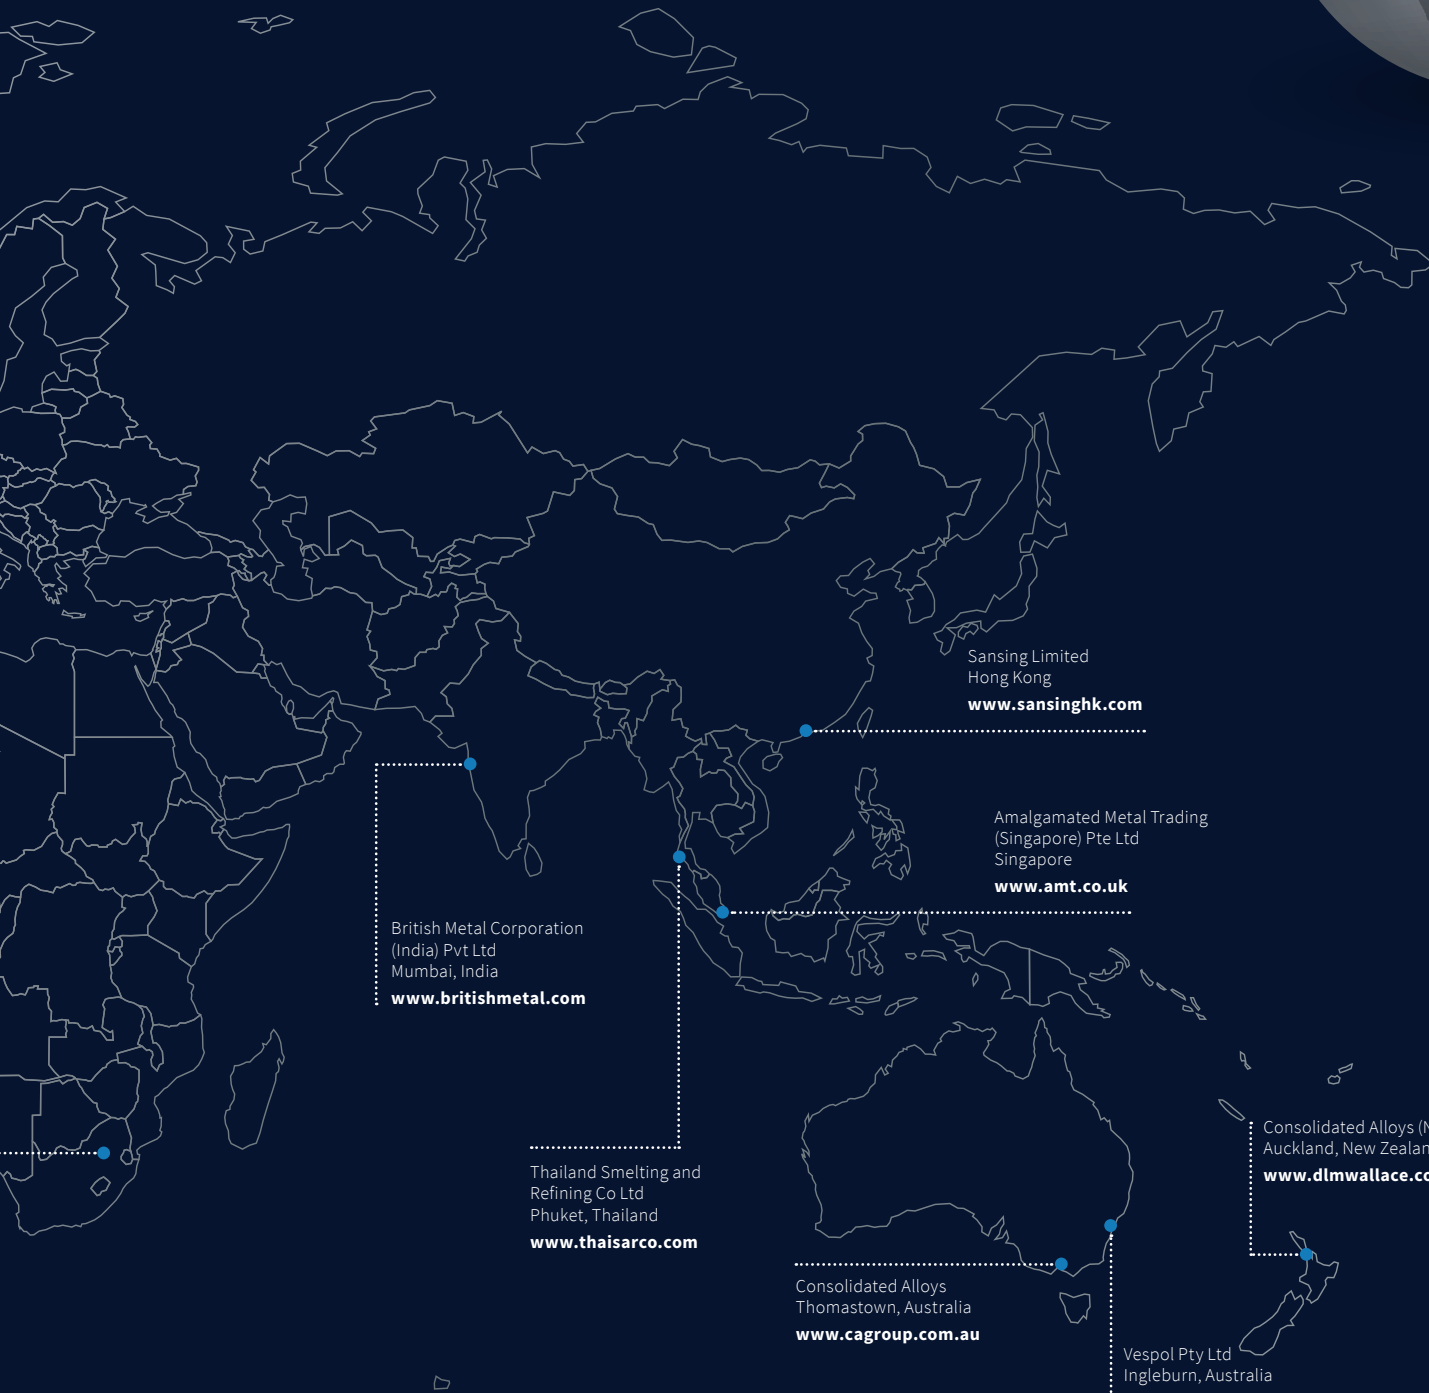 Sansing Limited
Hong Kong
www.sansinghk.com
Amalgamated Metal Trading
(Singapore) Pte Ltd
Singapore
www.amt.co.uk
British Metal Corporation
(India) Pvt Ltd
Mumbai, India
www.britishmetal.com
Consolidated Alloys (
Auckland, New
www.dlmwallace.
Thailand Smelting and
Refining Co Ltd
Phuket, Thailand
www.thaisarco.com
Consolidated Alloys
Thomastown, Australia
www.cagroup.com.au
Vespol Pty Ltd
Ingleburn, Australia